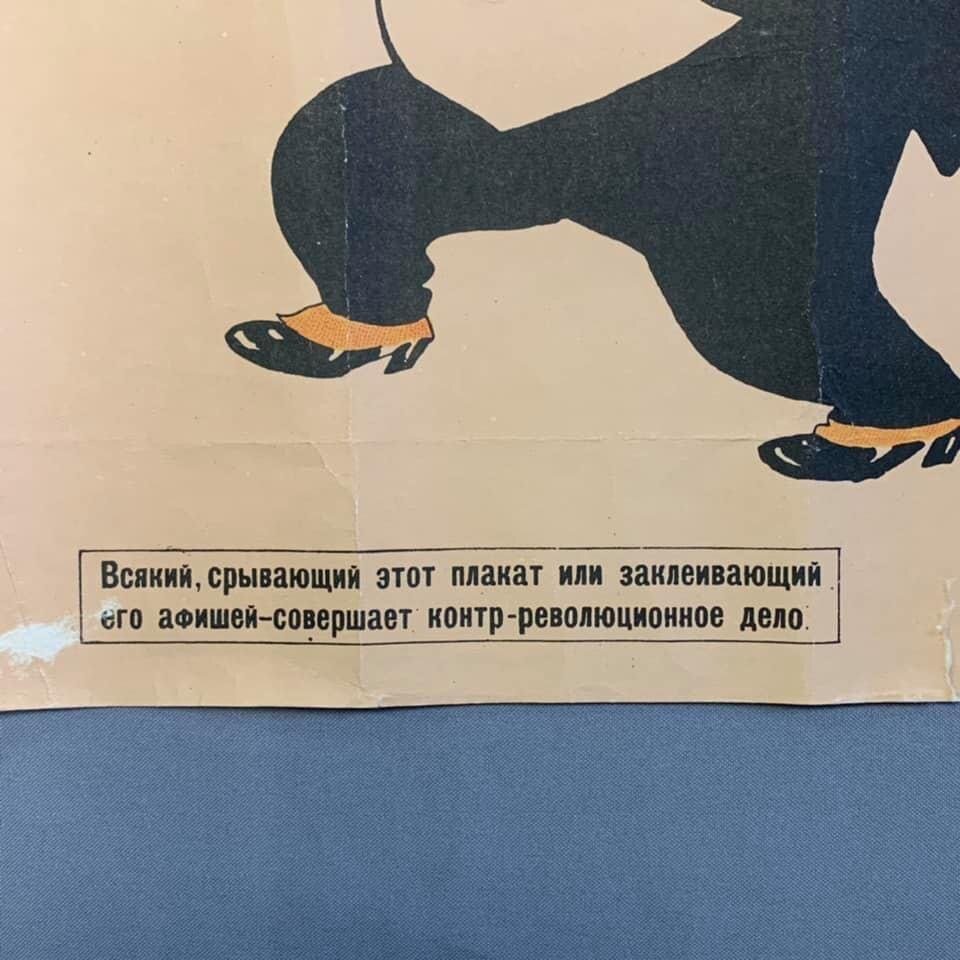 Всякий, срывающий этот плакат или заклеивающий
его афишей-совершает контр-революционное дело.